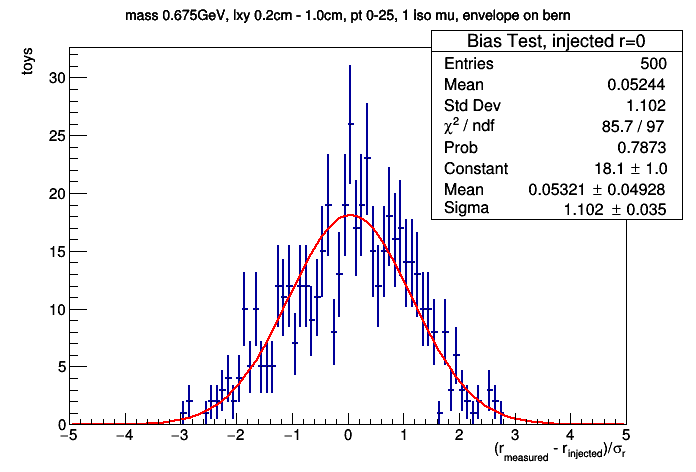 mass 0.675GeV, lxy 0.2cm - 1.0cm, pt 0-25, 1 Iso mu, envelope on bern
Bias Test, injected r=0
Entries 500
Mean 0.05244
Std Dev 1.102
χ² / ndf 85.7 / 97
Prob 0.7873
Constant 18.1 ± 1.0
Mean 0.05321 ± 0.04928
Sigma 1.102 ± 0.035
toys
30
25
20
15
10
5
0
−5 −4 −3 −2 −1 0 1 2 3 4 5
(r_measured - r_injected)/σ_r